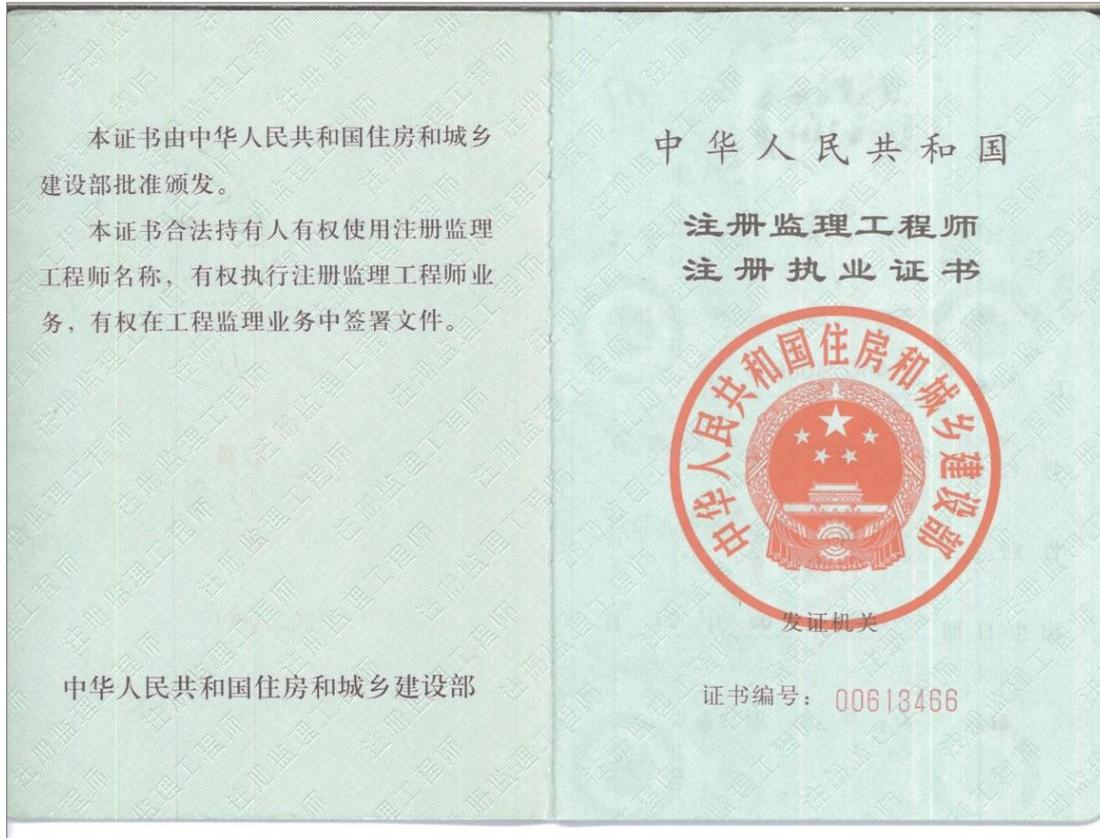 本证书由中华人民共和国住房和城乡
建设部批准颁发。
本证书合法持有人有权使用注册监理
工程师名称，有权执行注册监理工程师业
务，有权在工程监理业务中签署文件。
中华人民共和国住房和城乡建设部
中华人民共和国
注册监理工程师
注册执业证书
中华人民共和国住房和城乡建设部
发证机关
证书编号：00613466